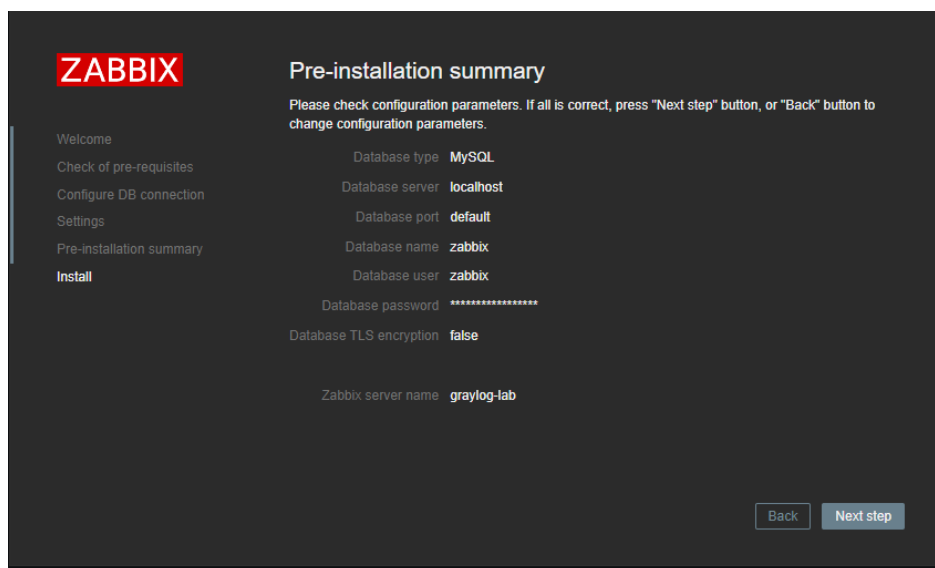 ZABBIX
Welcome
Check of pre-requisites
Configure DB connection
Settings
Pre-installation summary
Install
Pre-installation summary
Please check configuration parameters. If all is correct, press "Next step" button, or "Back" button to
change configuration parameters.
Database type MySQL
Database server localhost
Database port default
Database name zabbix
Database user zabbix
Database password *****************
Database TLS encryption false
Zabbix server name graylog-lab
Back Next step